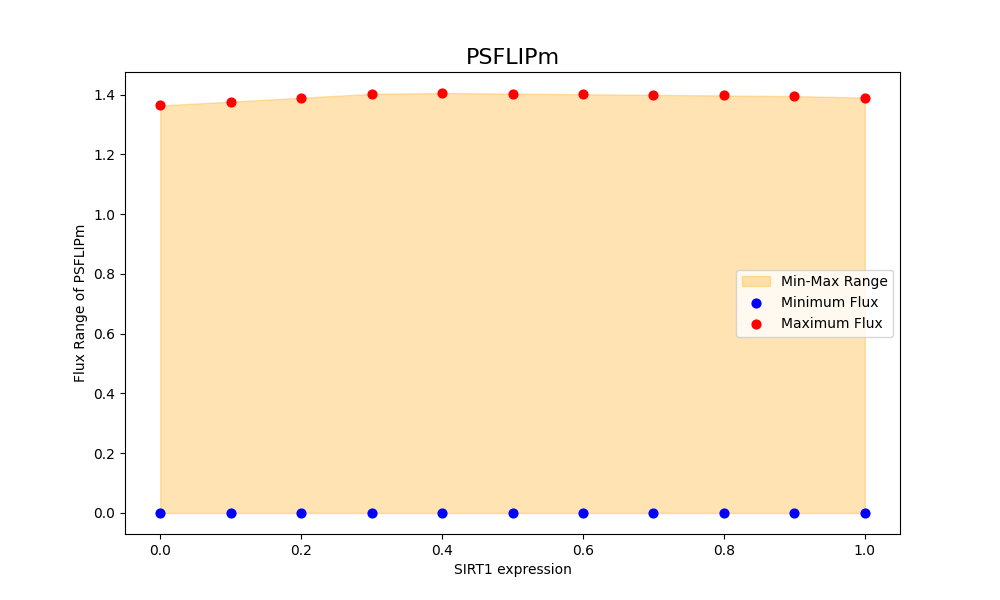 PSFLIPm
Flux Range of PSFLIPm
1.4
1.2
1.0
0.8
0.6
0.4
0.2
0.0
Min-Max Range
Minimum Flux
Maximum Flux
0.0 0.2 0.4 0.6 0.8 1.0
SIRT1 expression